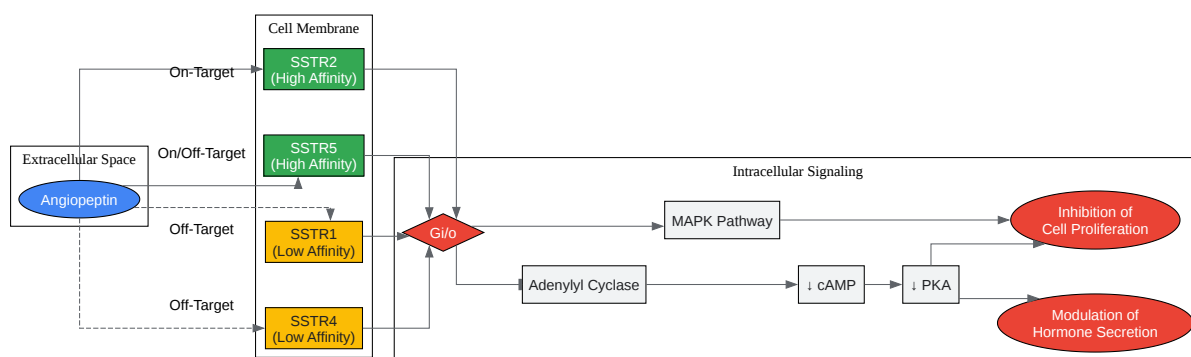 Cell Membrane
SSTR2
(High Affinity)
On-Target
SSTR5
(High Affinity)
On/Off-Target
Extracellular Space
Angiopeptin
Intracellular Signaling
SSTR1
(Low Affinity)
Off-Target
Gi/o
MAPK Pathway
Inhibition of
Cell Proliferation
Adenylyl Cyclase
↓ cAMP
↓ PKA
Off-Target
SSTR4
(Low Affinity)
Modulation of
Hormone Secretion